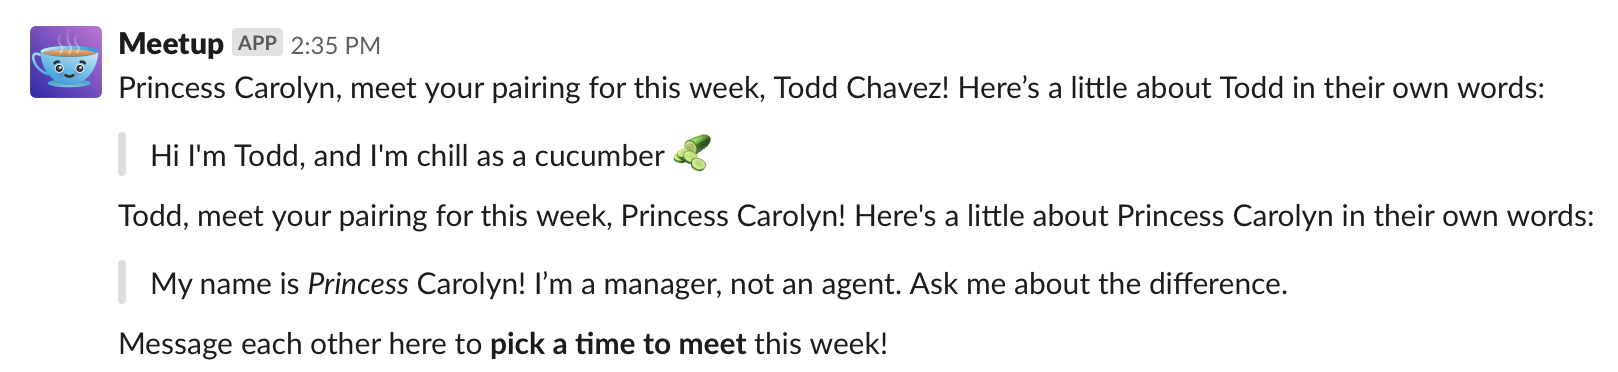 Meetup APP 2:35 PM
Princess Carolyn, meet your pairing for this week, Todd Chavez! Here’s a little about Todd in their own words:
Hi I'm Todd, and I'm chill as a cucumber 🥒
Todd, meet your pairing for this week, Princess Carolyn! Here's a little about Princess Carolyn in their own words:
My name is Princess Carolyn! I’m a manager, not an agent. Ask me about the difference.
Message each other here to pick a time to meet this week!